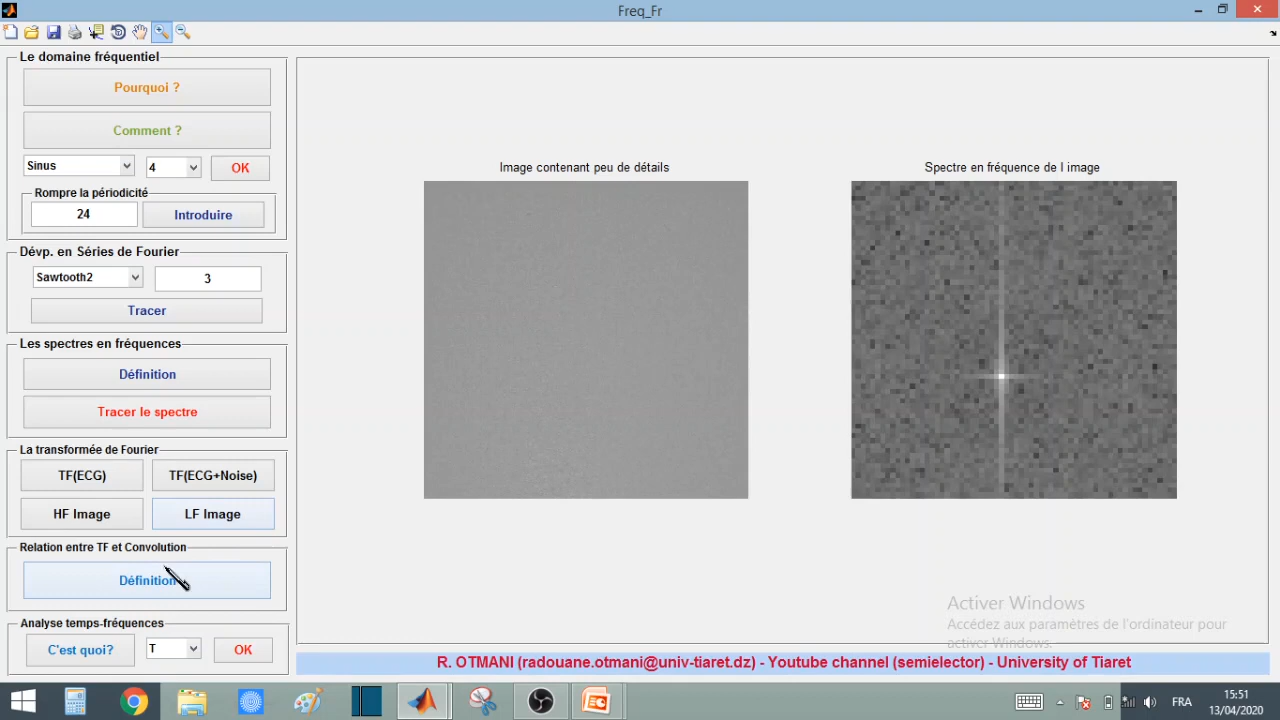 Freq_Fr
Le domaine fréquentiel
Pourquoi ?
Comment ?
Sinus 4 OK
Rompre la périodicité
24 Introduire
Dévp. en Séries de Fourier
Sawtooth2 3
Tracer
Les spectres en fréquences
Définition
Tracer le spectre
La transformée de Fourier
TF(ECG) TF(ECG+Noise)
HF Image LF Image
Relation entre TF et Convolution
Définition
Analyse temps-fréquences
C'est quoi? T OK
Image contenant peu de détails
Spectre en fréquence de l image
Activer Windows
Accédez aux paramètres de l'ordinateur pour
activer Windows.
R. OTMANI (radouane.otmani@univ-tiaret.dz) - Youtube channel (semielector) - University of Tiaret
FRA
15:51
13/04/2020